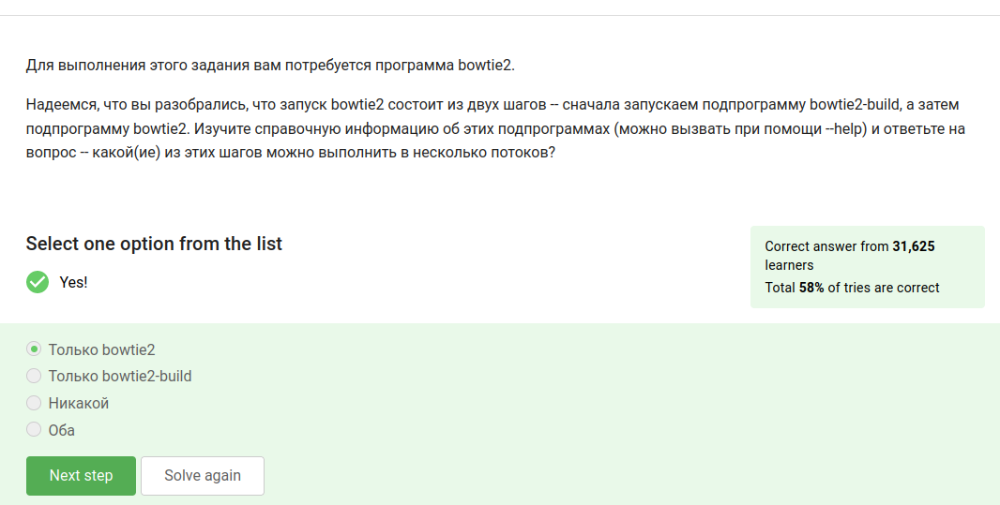 Для выполнения этого задания вам потребуется программа bowtie2.
Надеемся, что вы разобрались, что запуск bowtie2 состоит из двух шагов -- сначала запускаем подпрограмму bowtie2-build, а затем
подпрограмму bowtie2. Изучите справочную информацию об этих подпрограммах (можно вызвать при помощи --help) и ответьте на
вопрос -- какой(ие) из этих шагов можно выполнить в несколько потоков?
Select one option from the list
Yes!
Correct answer from 31,625
learners
Total 58% of tries are correct
Только bowtie2
Только bowtie2-build
Никакой
Оба
Next step
Solve again